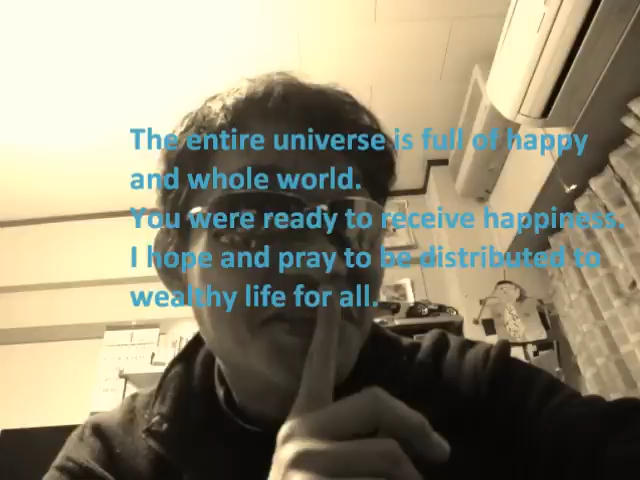 The entire universe is full of happy
and whole world.
You were ready to receive happiness.
I hope and pray to be distributed to
wealthy life for all.